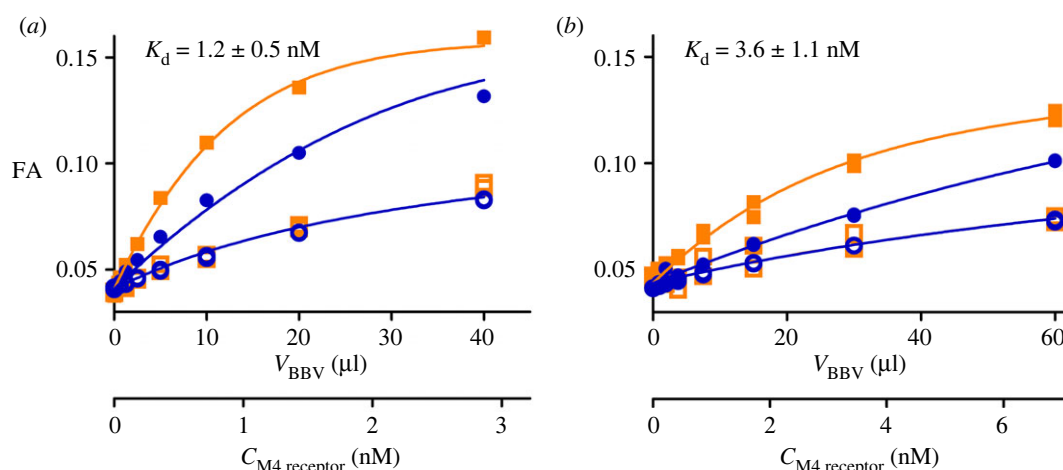 (a)
K_d = 1.2 ± 0.5 nM
FA
0.15
0.10
0.05
0 10 20 30 40
V_BBV (µl)
0 1 2 3
C_M4 receptor (nM)
(b)
K_d = 3.6 ± 1.1 nM
0.15
0.10
0.05
0 20 40 60
V_BBV (µl)
0 2 4 6
C_M4 receptor (nM)